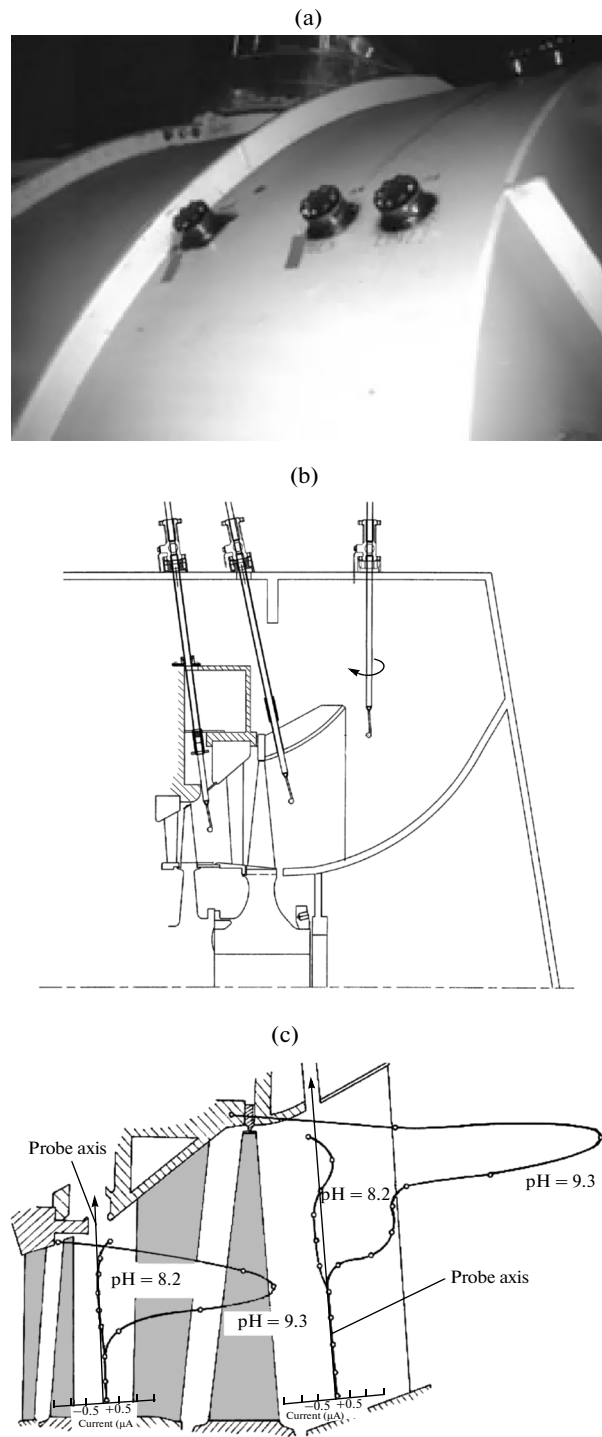 (a)
(b)
(c)
Probe axis
pH = 8.2
pH = 9.3
−0.5 +0.5
Current (μA
pH = 8.2
pH = 9.3
Probe axis
−0.5 +0.5
Current (μA)